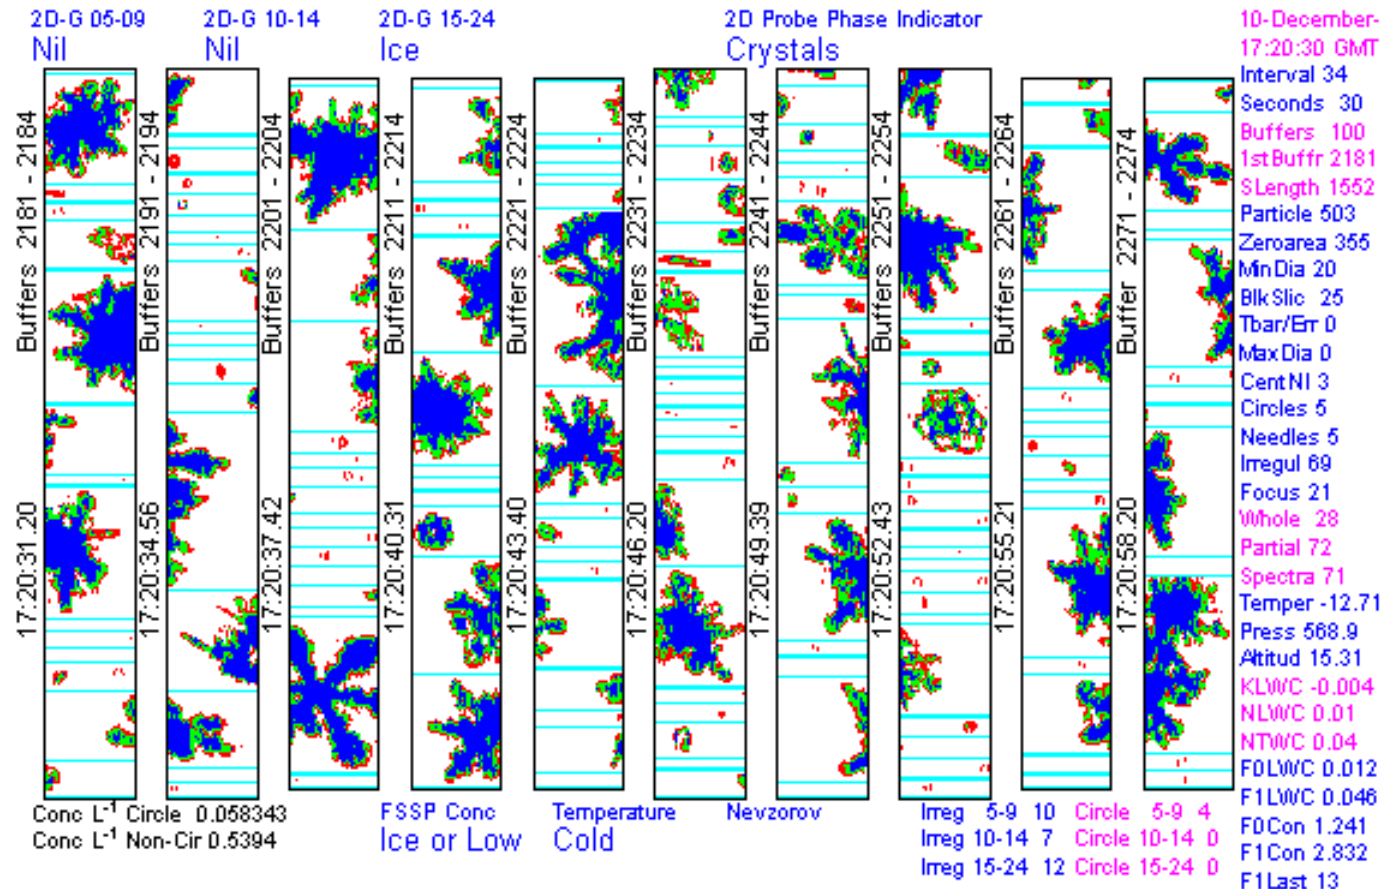 2D-G 05-09 2D-G 10-14 2D-G 15-24 2D Probe Phase Indicator
Nil Nil Ice Crystals
Buffers 2181 - 2184
17:20:31.20
Buffers 2191 - 2194
17:20:34.56
Buffers 2201 - 2204
17:20:37.42
Buffers 2211 - 2214
17:20:40.31
Buffers 2221 - 2224
17:20:43.40
Buffers 2231 - 2234
17:20:46.20
Buffers 2241 - 2244
17:20:49.39
Buffers 2251 - 2254
17:20:52.43
Buffers 2261 - 2264
17:20:55.21
Buffer 2271 - 2274
17:20:58.20
10-December-
17:20:30 GMT
Interval 34
Seconds 30
Buffers 100
1stBuffr 2181
SLength 1552
Particle 503
Zeroarea 355
MinDia 20
BlkSlic 25
Tbar/Err 0
MaxDia 0
CentNI 3
Circles 5
Needles 5
Irregul 69
Focus 21
Whole 28
Partial 72
Spectra 71
Temper -12.71
Press 568.9
Altitud 15.31
KLWC -0.004
NLWC 0.01
NTWC 0.04
F0LWC 0.012
F1LWC 0.046
F0Con 1.241
F1Con 2.832
F1Last 13
Conc L-1 Circle 0.058343
Conc L-1 Non-Cir 0.5394
FSSP Conc Temperature Nevzorov
Ice or Low Cold
Irreg 5-9 10 Circle 5-9 4
Irreg 10-14 7 Circle 10-14 0
Irreg 15-24 12 Circle 15-24 0